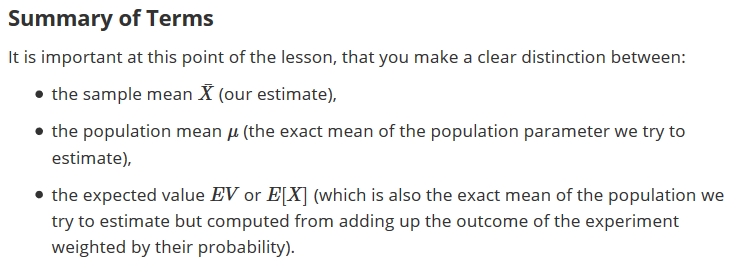 Summary of Terms
It is important at this point of the lesson, that you make a clear distinction between:
• the sample mean X̄ (our estimate),
• the population mean μ (the exact mean of the population parameter we try to
estimate),
• the expected value EV or E[X] (which is also the exact mean of the population we
try to estimate but computed from adding up the outcome of the experiment
weighted by their probability).